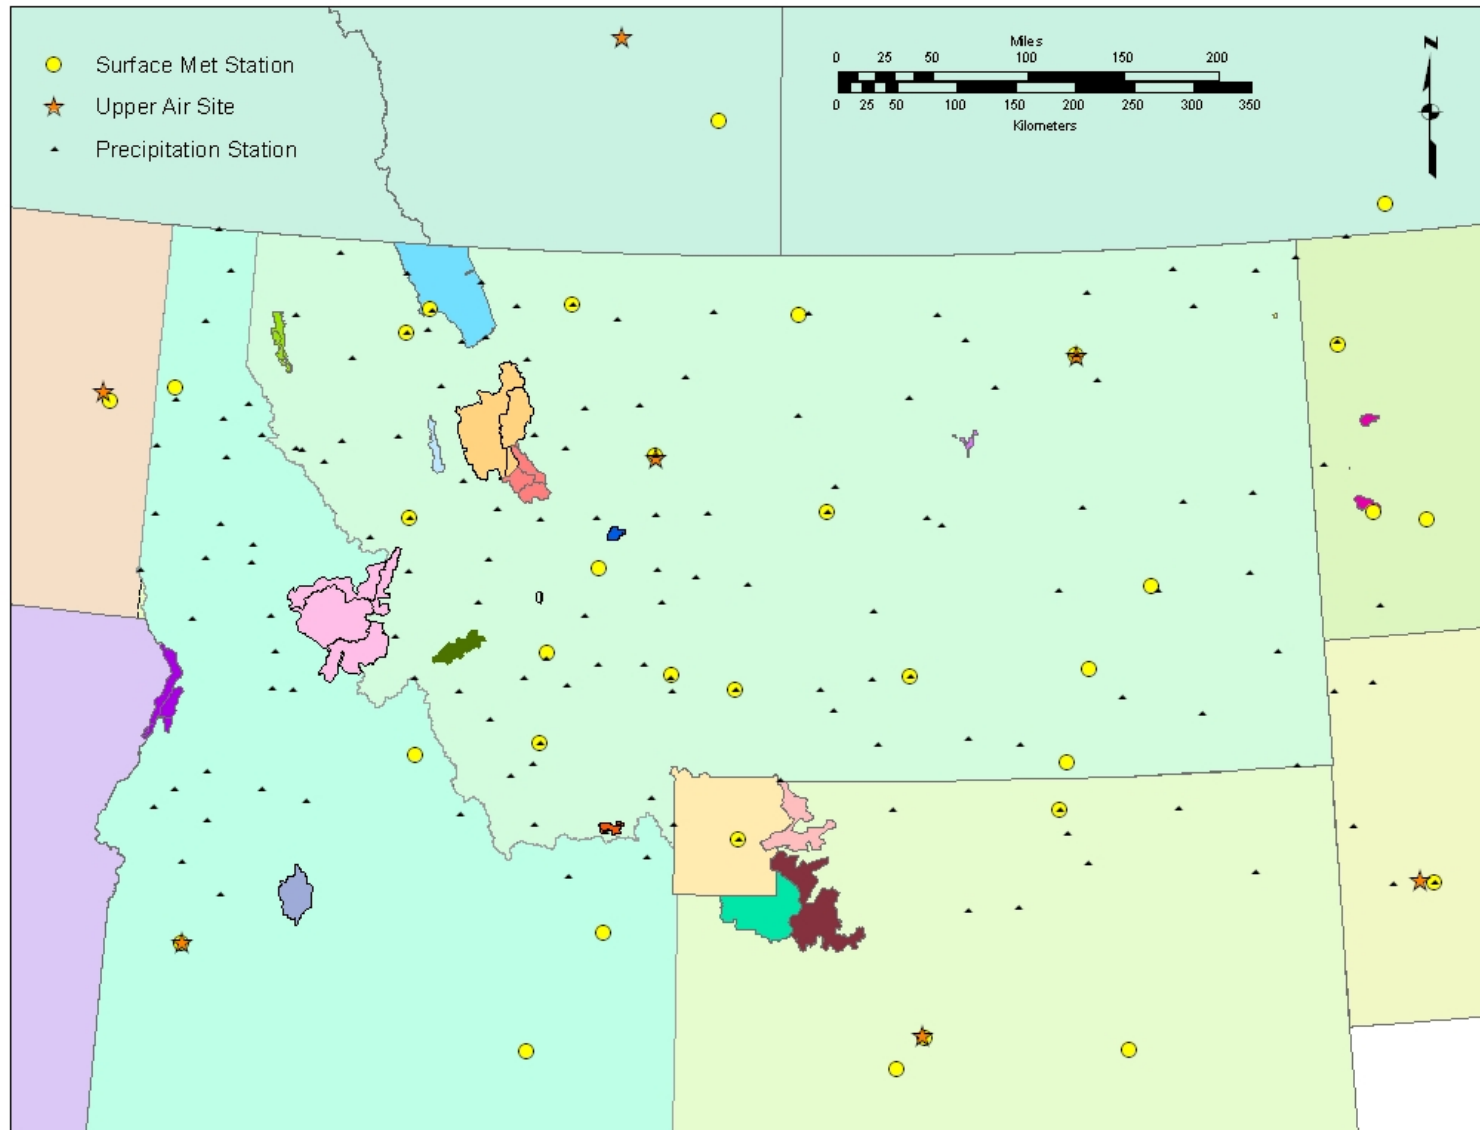 Surface Met Station
Upper Air Site
Precipitation Station
Miles
0 25 50 100 150 200
0 25 50 100 150 200 250 300 350
Kilometers
N
0